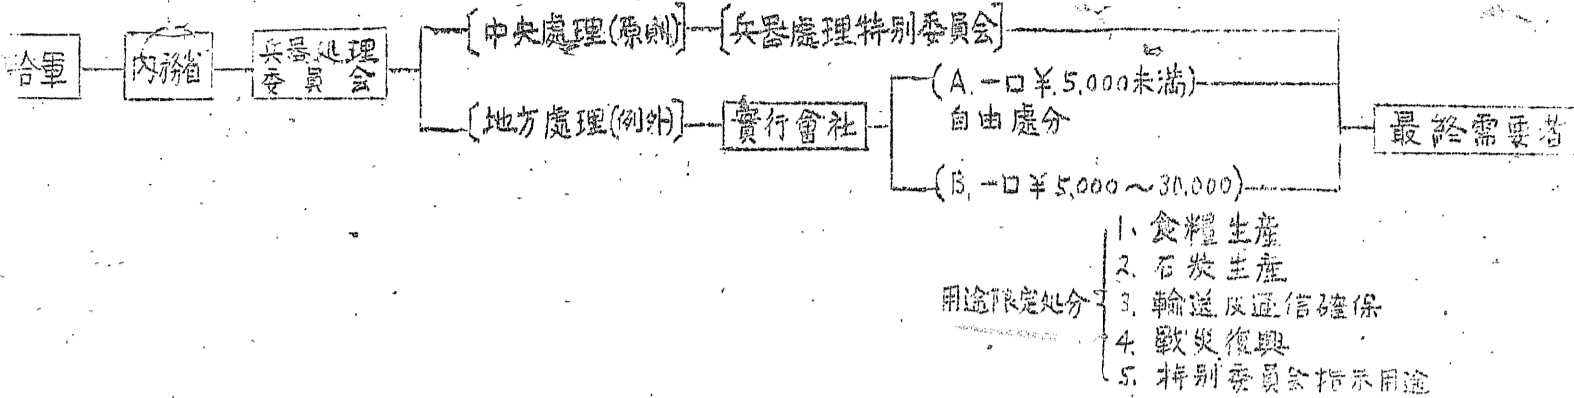 合軍
内務省
兵器処理
委員会
[中央處理(原則)]
[兵器處理特別委員会]
[地方處理(例外)]
實行會社
(A. 一口¥5,000未満)
自由處分
(B. 一口¥5,000～30,000)
最終需要者
用途限定処分
1. 食糧生産
2. 石炭生産
3. 輸送及通信確保
4. 戰災復興
5. 特別委員会指示用途